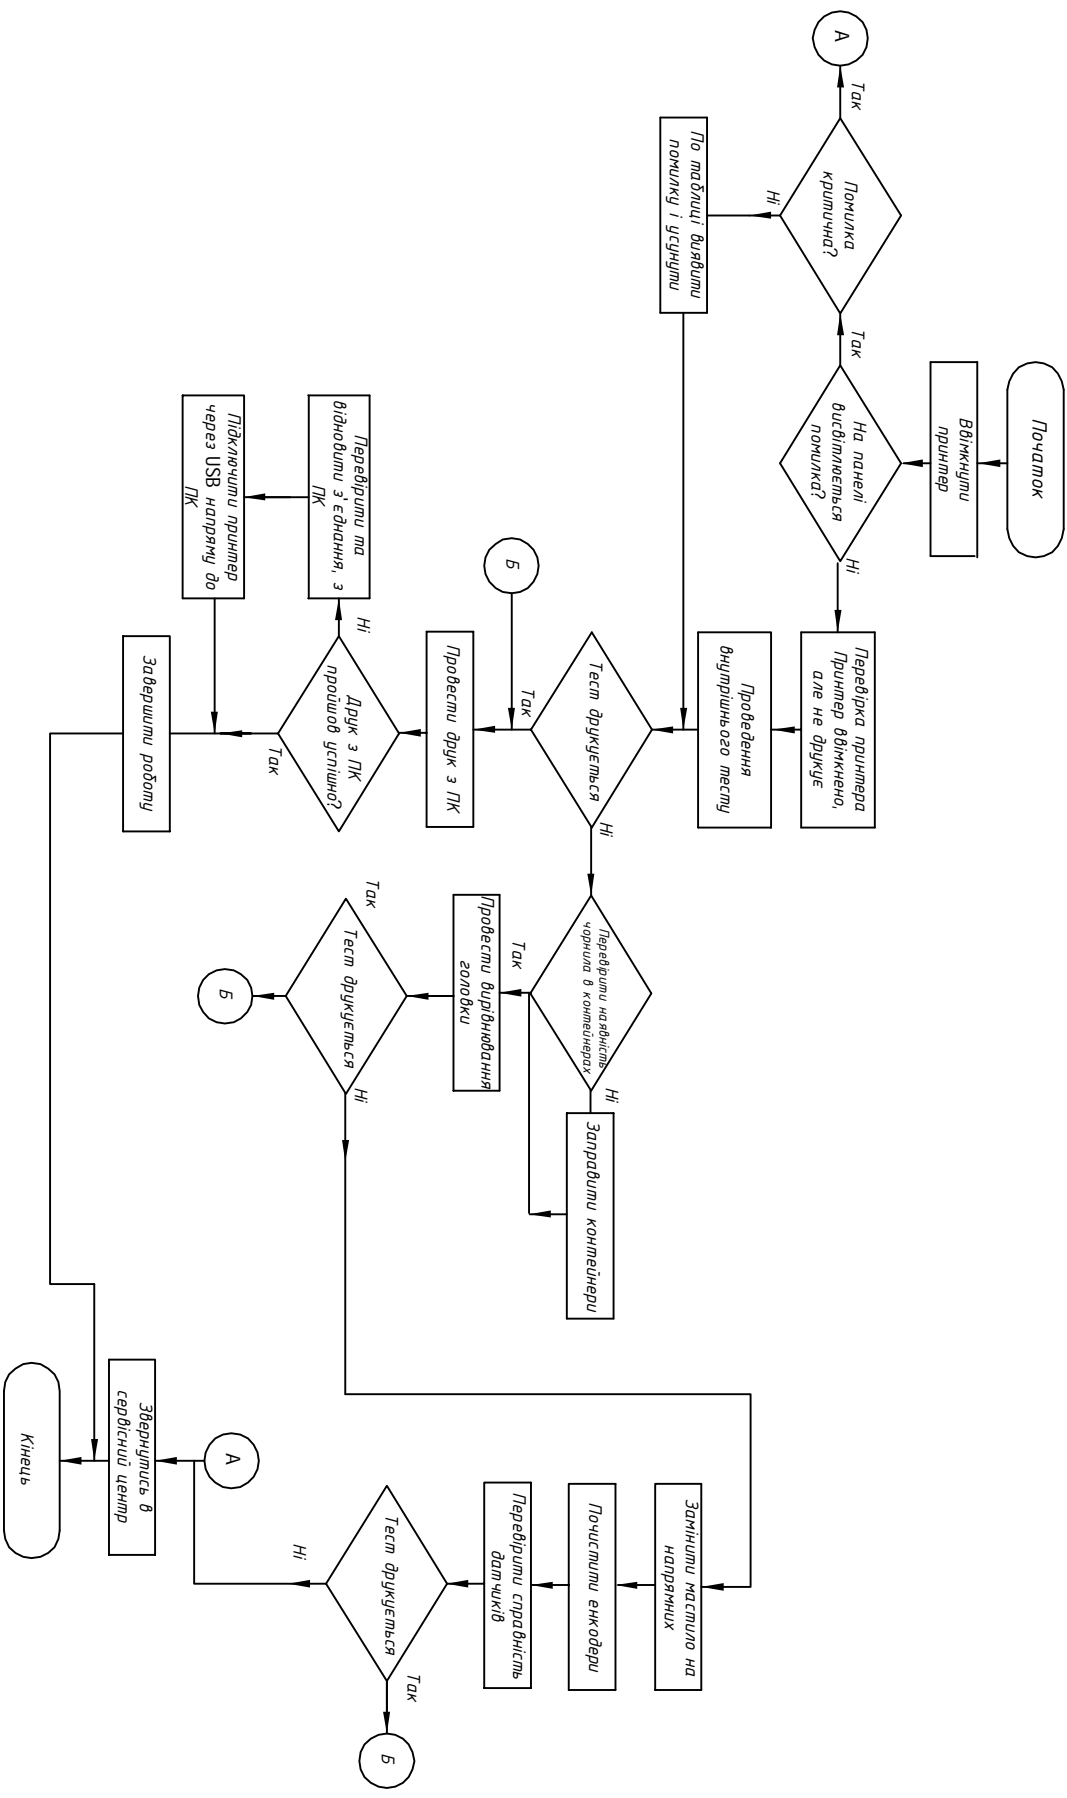 Початок
Ввімкнути
принтер
На панелі
висвітлюється
помилка?
Так
Ні
Помилка
критична?
Так
А
Ні
По таблиці виявити
помилку і усунути
Перевірка принтера
Принтер ввімкнено,
але не друкує
Проведення
внутрішнього тесту
Тест друкується
Так
Ні
Б
Провести друк з ПК
Друк з ПК
пройшов успішно?
Ні
Так
Перевірити та
відновити з'єднання, з
ПК
Підключити принтер
через USB напряму до
ПК
Завершити роботу
Перевірити наявність
чорнила в контейнерах
Так
Ні
Заправити контейнери
Провести вирівнювання
головки
Тест друкується
Так
Ні
Б
Замінити мастило на
напрямних
Почистити енкодери
Перевірити справність
датчиків
Тест друкується
Так
Б
Ні
А
Звернутись в
сервісний центр
Кінець